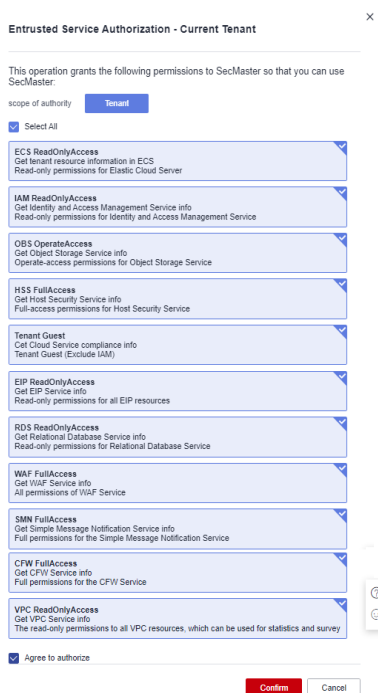 Entrusted Service Authorization - Current Tenant
This operation grants the following permissions to SecMaster so that you can use
SecMaster:
scope of authority Tenant
Select All
ECS ReadOnlyAccess
Get tenant resource information in ECS
Read-only permissions for Elastic Cloud Server
IAM ReadOnlyAccess
Get Identity and Access Management Service info
Read-only permissions for Identity and Access Management Service
OBS OperateAccess
Get Object Storage Service info
Operate-access permissions for Object Storage Service
HSS FullAccess
Get Host Security Service info
Full-access permissions for Host Security Service
Tenant Guest
Cet Cloud Service compliance info
Tenant Guest (Exclude IAM)
EIP ReadOnlyAccess
Get EIP Service info
Read-only permissions for all EIP resources
RDS ReadOnlyAccess
Get Relational Database Service info
Read-only permissions for Relational Database Service
WAF FullAccess
Get WAF Service info
All permissions of WAF Service
SMN FullAccess
Get Simple Message Notification Service info
Full permissions for the Simple Message Notification Service
CFW FullAccess
Get CFW Service info
Full permissions for the CFW Service
VPC ReadOnlyAccess
Get VPC Service info
The read-only permissions to all VPC resources, which can be used for statistics and survey
Agree to authorize
Confirm Cancel